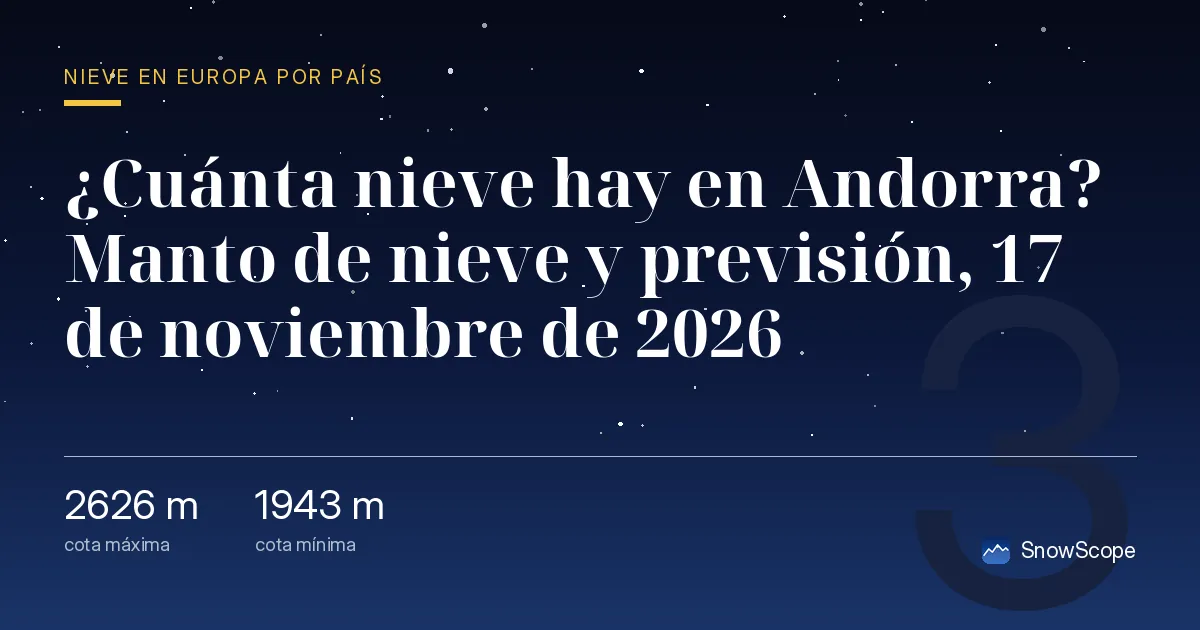 NIEVE EN EUROPA POR PAÍS
¿Cuánta nieve hay en Andorra?
Manto de nieve y previsión, 17
de noviembre de 2026
3
2626 m
1943 m
cota máxima
cota mínima
SnowScope